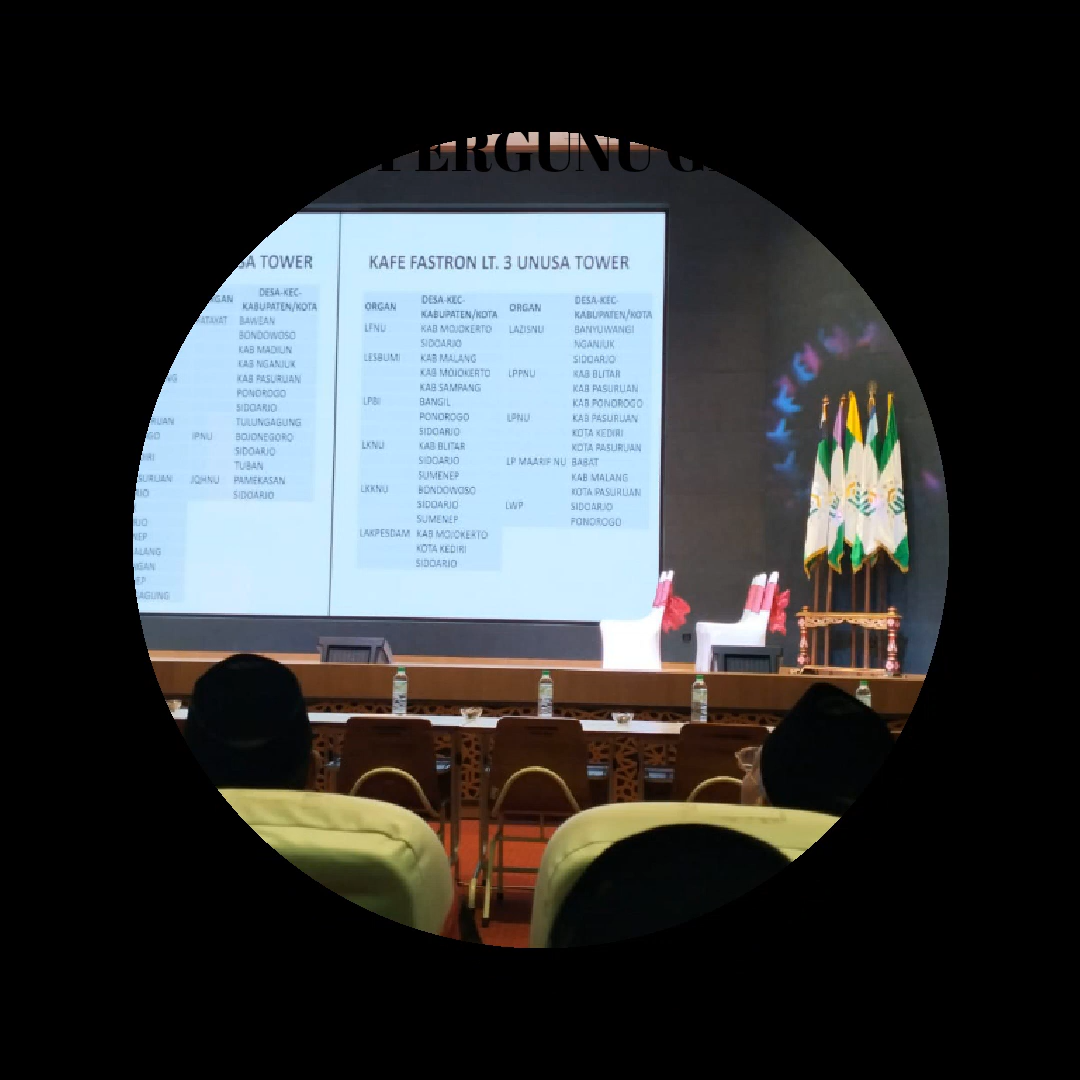 PERGUNU G
SA TOWER
DESA-KEC-
KABUPATEN/KOTA
BAWEAN
BONDOWOSO
KAB MADIUN
KAB NGANJUK
KAB PASURUAN
PONOROGO
SIDOARJO
TULUNGAGUNG
IPNU BOJONEGORO
SIDOARJO
TUBAN
JQHNU PAMEKASAN
SIDOARJO
KAFE FASTRON LT. 3 UNUSA TOWER
ORGAN DESA-KEC- ORGAN DESA-KEC-
KABUPATEN/KOTA KABUPATEN/KOTA
LFNU KAB MOJOKERTO LAZISNU BANYUWANGI
SIDOARJO NGANJUK
LESBUMI KAB MALANG SIDOARJO
KAB MOJOKERTO LPPNU KAB BLITAR
KAB SAMPANG KAB PASURUAN
LPBI BANGIL KAB PONOROGO
PONOROGO LPNU KAB PASURUAN
SIDOARJO KOTA KEDIRI
LKNU KAB BLITAR KOTA PASURUAN
SIDOARJO LP MAARIF NU BABAT
SUMENEP KAB MALANG
LKKNU BONDOWOSO KOTA PASURUAN
SIDOARJO LWP SIDOARJO
SUMENEP PONOROGO
LAKPESDAM KAB MOJOKERTO
KOTA KEDIRI
SIDOARJO